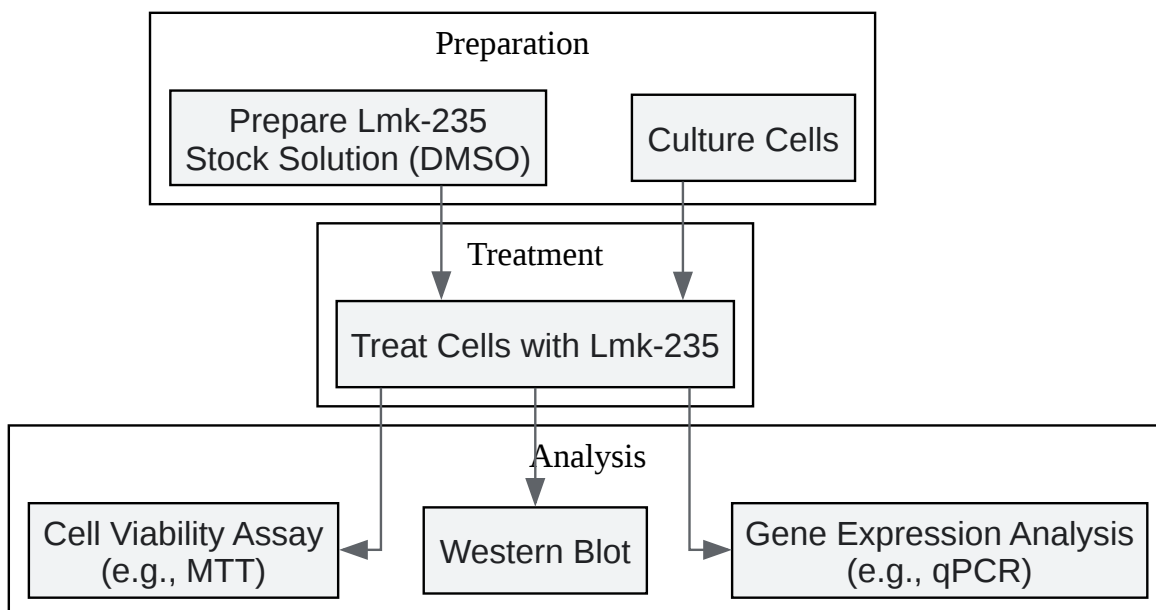 Preparation
Prepare Lmk-235
Stock Solution (DMSO)
Culture Cells
Treatment
Treat Cells with Lmk-235
Analysis
Cell Viability Assay
(e.g., MTT)
Western Blot
Gene Expression Analysis
(e.g., qPCR)